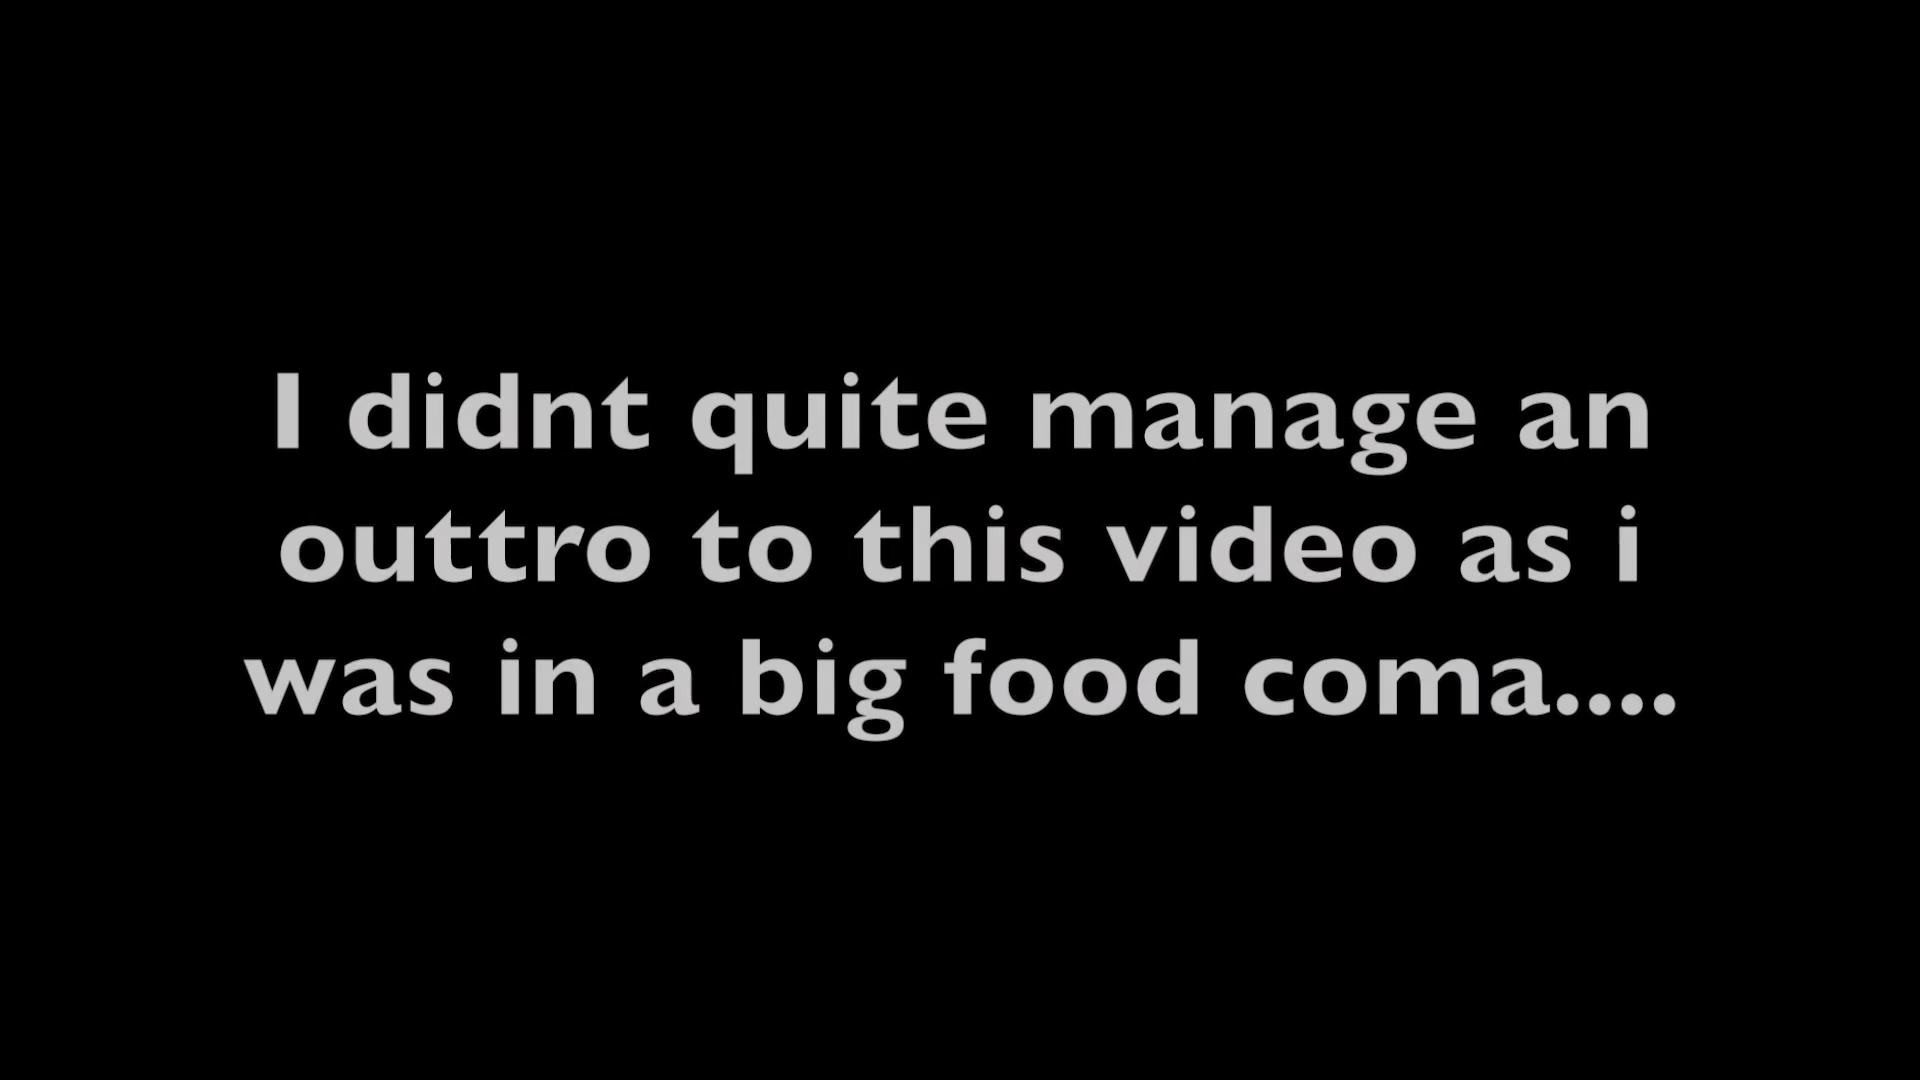 I didnt quite manage an
outtro to this video as i
was in a big food coma....